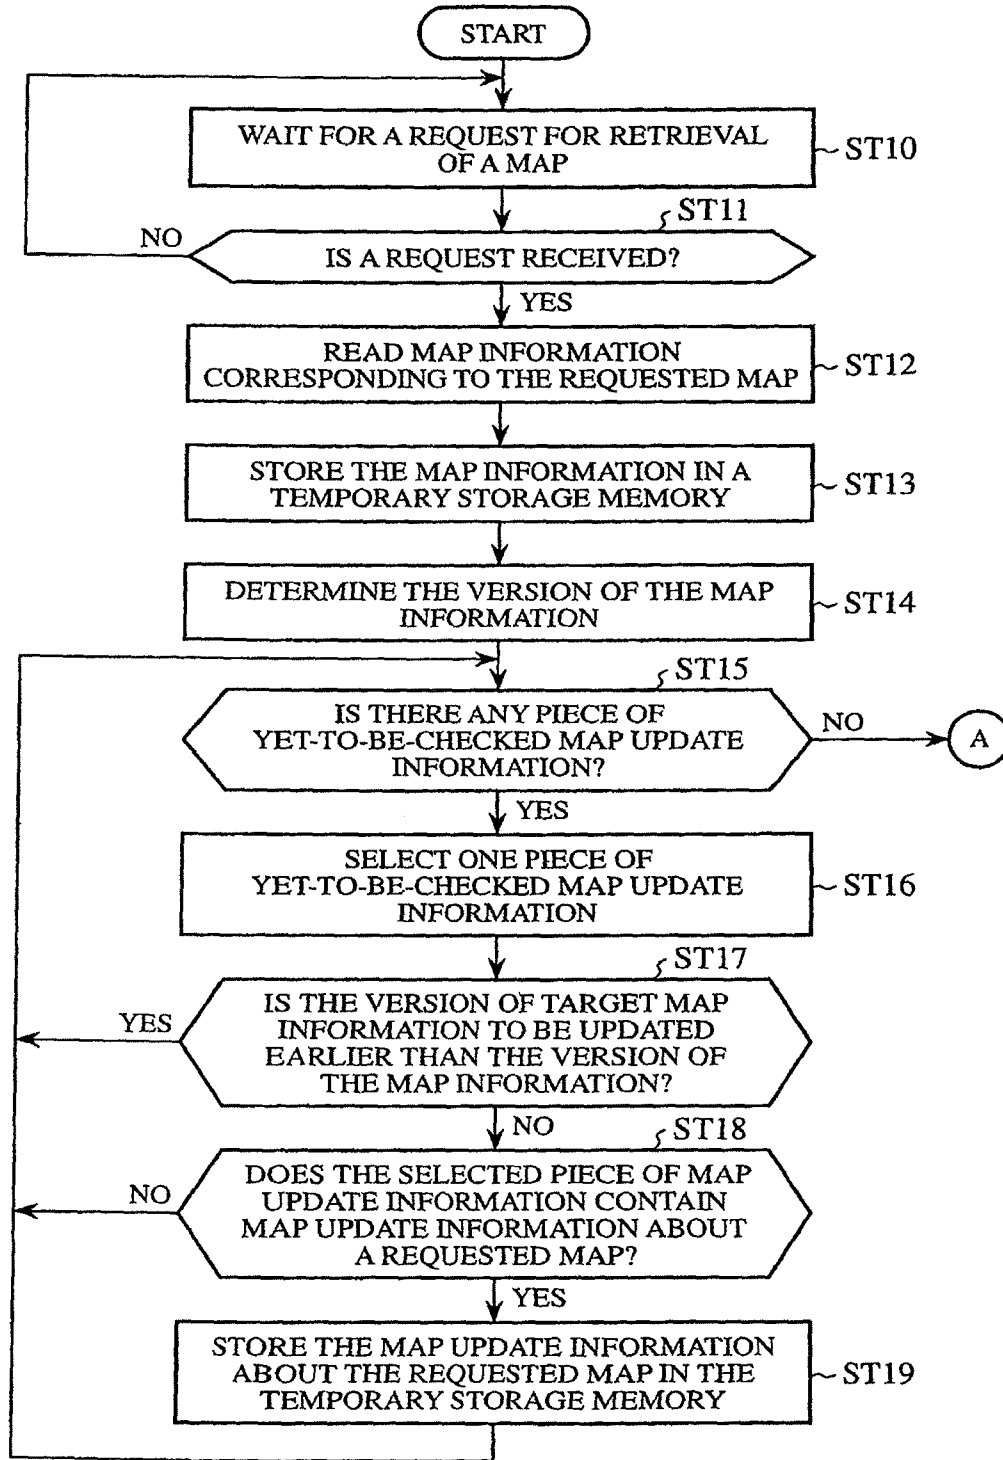 START
WAIT FOR A REQUEST FOR RETRIEVAL
OF A MAP
ST10
ST11
NO
IS A REQUEST RECEIVED?
YES
READ MAP INFORMATION
CORRESPONDING TO THE REQUESTED MAP
ST12
STORE THE MAP INFORMATION IN A
TEMPORARY STORAGE MEMORY
ST13
DETERMINE THE VERSION OF THE MAP
INFORMATION
ST14
ST15
IS THERE ANY PIECE OF
YET-TO-BE-CHECKED MAP UPDATE
INFORMATION?
NO
A
YES
SELECT ONE PIECE OF
YET-TO-BE-CHECKED MAP UPDATE
INFORMATION
ST16
ST17
IS THE VERSION OF TARGET MAP
INFORMATION TO BE UPDATED
EARLIER THAN THE VERSION OF
THE MAP INFORMATION?
YES
NO
ST18
DOES THE SELECTED PIECE OF MAP
UPDATE INFORMATION CONTAIN
MAP UPDATE INFORMATION ABOUT
A REQUESTED MAP?
NO
YES
STORE THE MAP UPDATE INFORMATION
ABOUT THE REQUESTED MAP IN THE
TEMPORARY STORAGE MEMORY
ST19